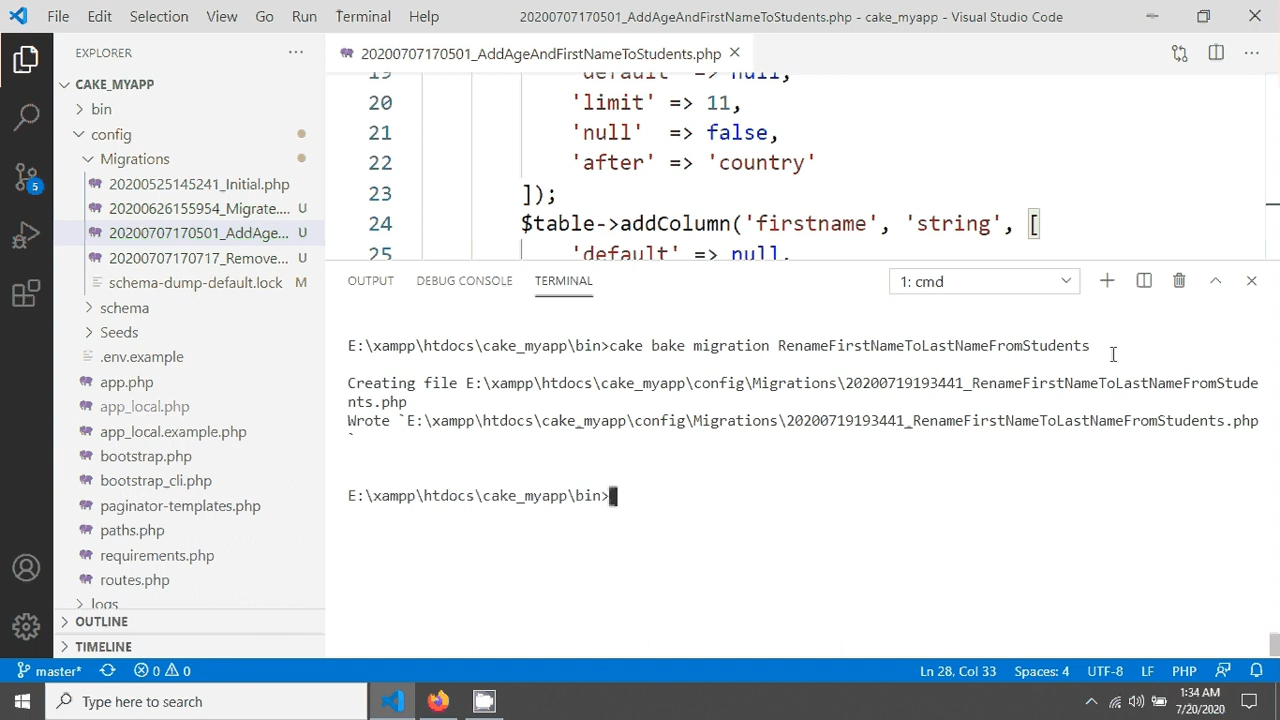 File Edit Selection View Go Run Terminal Help 20200707170501_AddAgeAndFirstNameToStudents.php - cake_myapp - Visual Studio Code
EXPLORER
CAKE_MYAPP
bin
config
Migrations
20200525145241_Initial.php
20200626155954_Migrate.... U
20200707170501_AddAge... U
20200707170717_Remove... U
schema-dump-default.lock M
schema
Seeds
.env.example
app.php
app_local.php
app_local.example.php
bootstrap.php
bootstrap_cli.php
paginator-templates.php
paths.php
requirements.php
routes.php
logs
OUTLINE
TIMELINE
5
20200707170501_AddAgeAndFirstNameToStudents.php
19 'default' => null,
20 'limit' => 11,
21 'null' => false,
22 'after' => 'country'
23 ]);
24 $table->addColumn('firstname', 'string', [
25 'default' => null,
OUTPUT DEBUG CONSOLE TERMINAL 1: cmd
E:\xampp\htdocs\cake_myapp\bin>cake bake migration RenameFirstNameToLastNameFromStudents
Creating file E:\xampp\htdocs\cake_myapp\config\Migrations\20200719193441_RenameFirstNameToLastNameFromStude
nts.php
Wrote `E:\xampp\htdocs\cake_myapp\config\Migrations\20200719193441_RenameFirstNameToLastNameFromStudents.php
`
E:\xampp\htdocs\cake_myapp\bin>
master* 0 0 Ln 28, Col 33 Spaces: 4 UTF-8 LF PHP
Type here to search
1:34 AM
7/20/2020